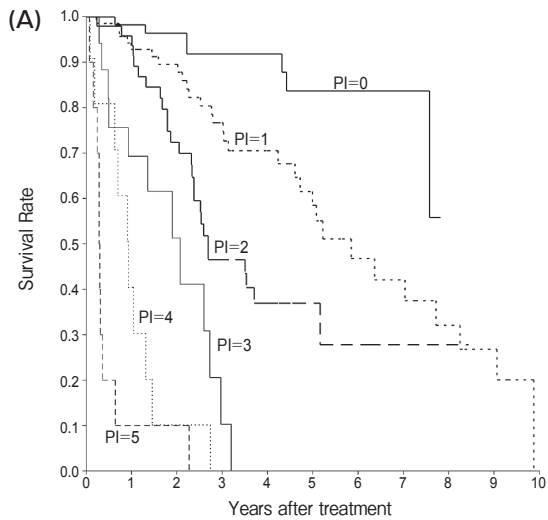 (A)
1.0
0.9
0.8
0.7
0.6
0.5
0.4
0.3
0.2
0.1
0.0
Survival Rate
PI=0
PI=1
PI=2
PI=4
PI=3
PI=5
0 1 2 3 4 5 6 7 8 9 10
Years after treatment